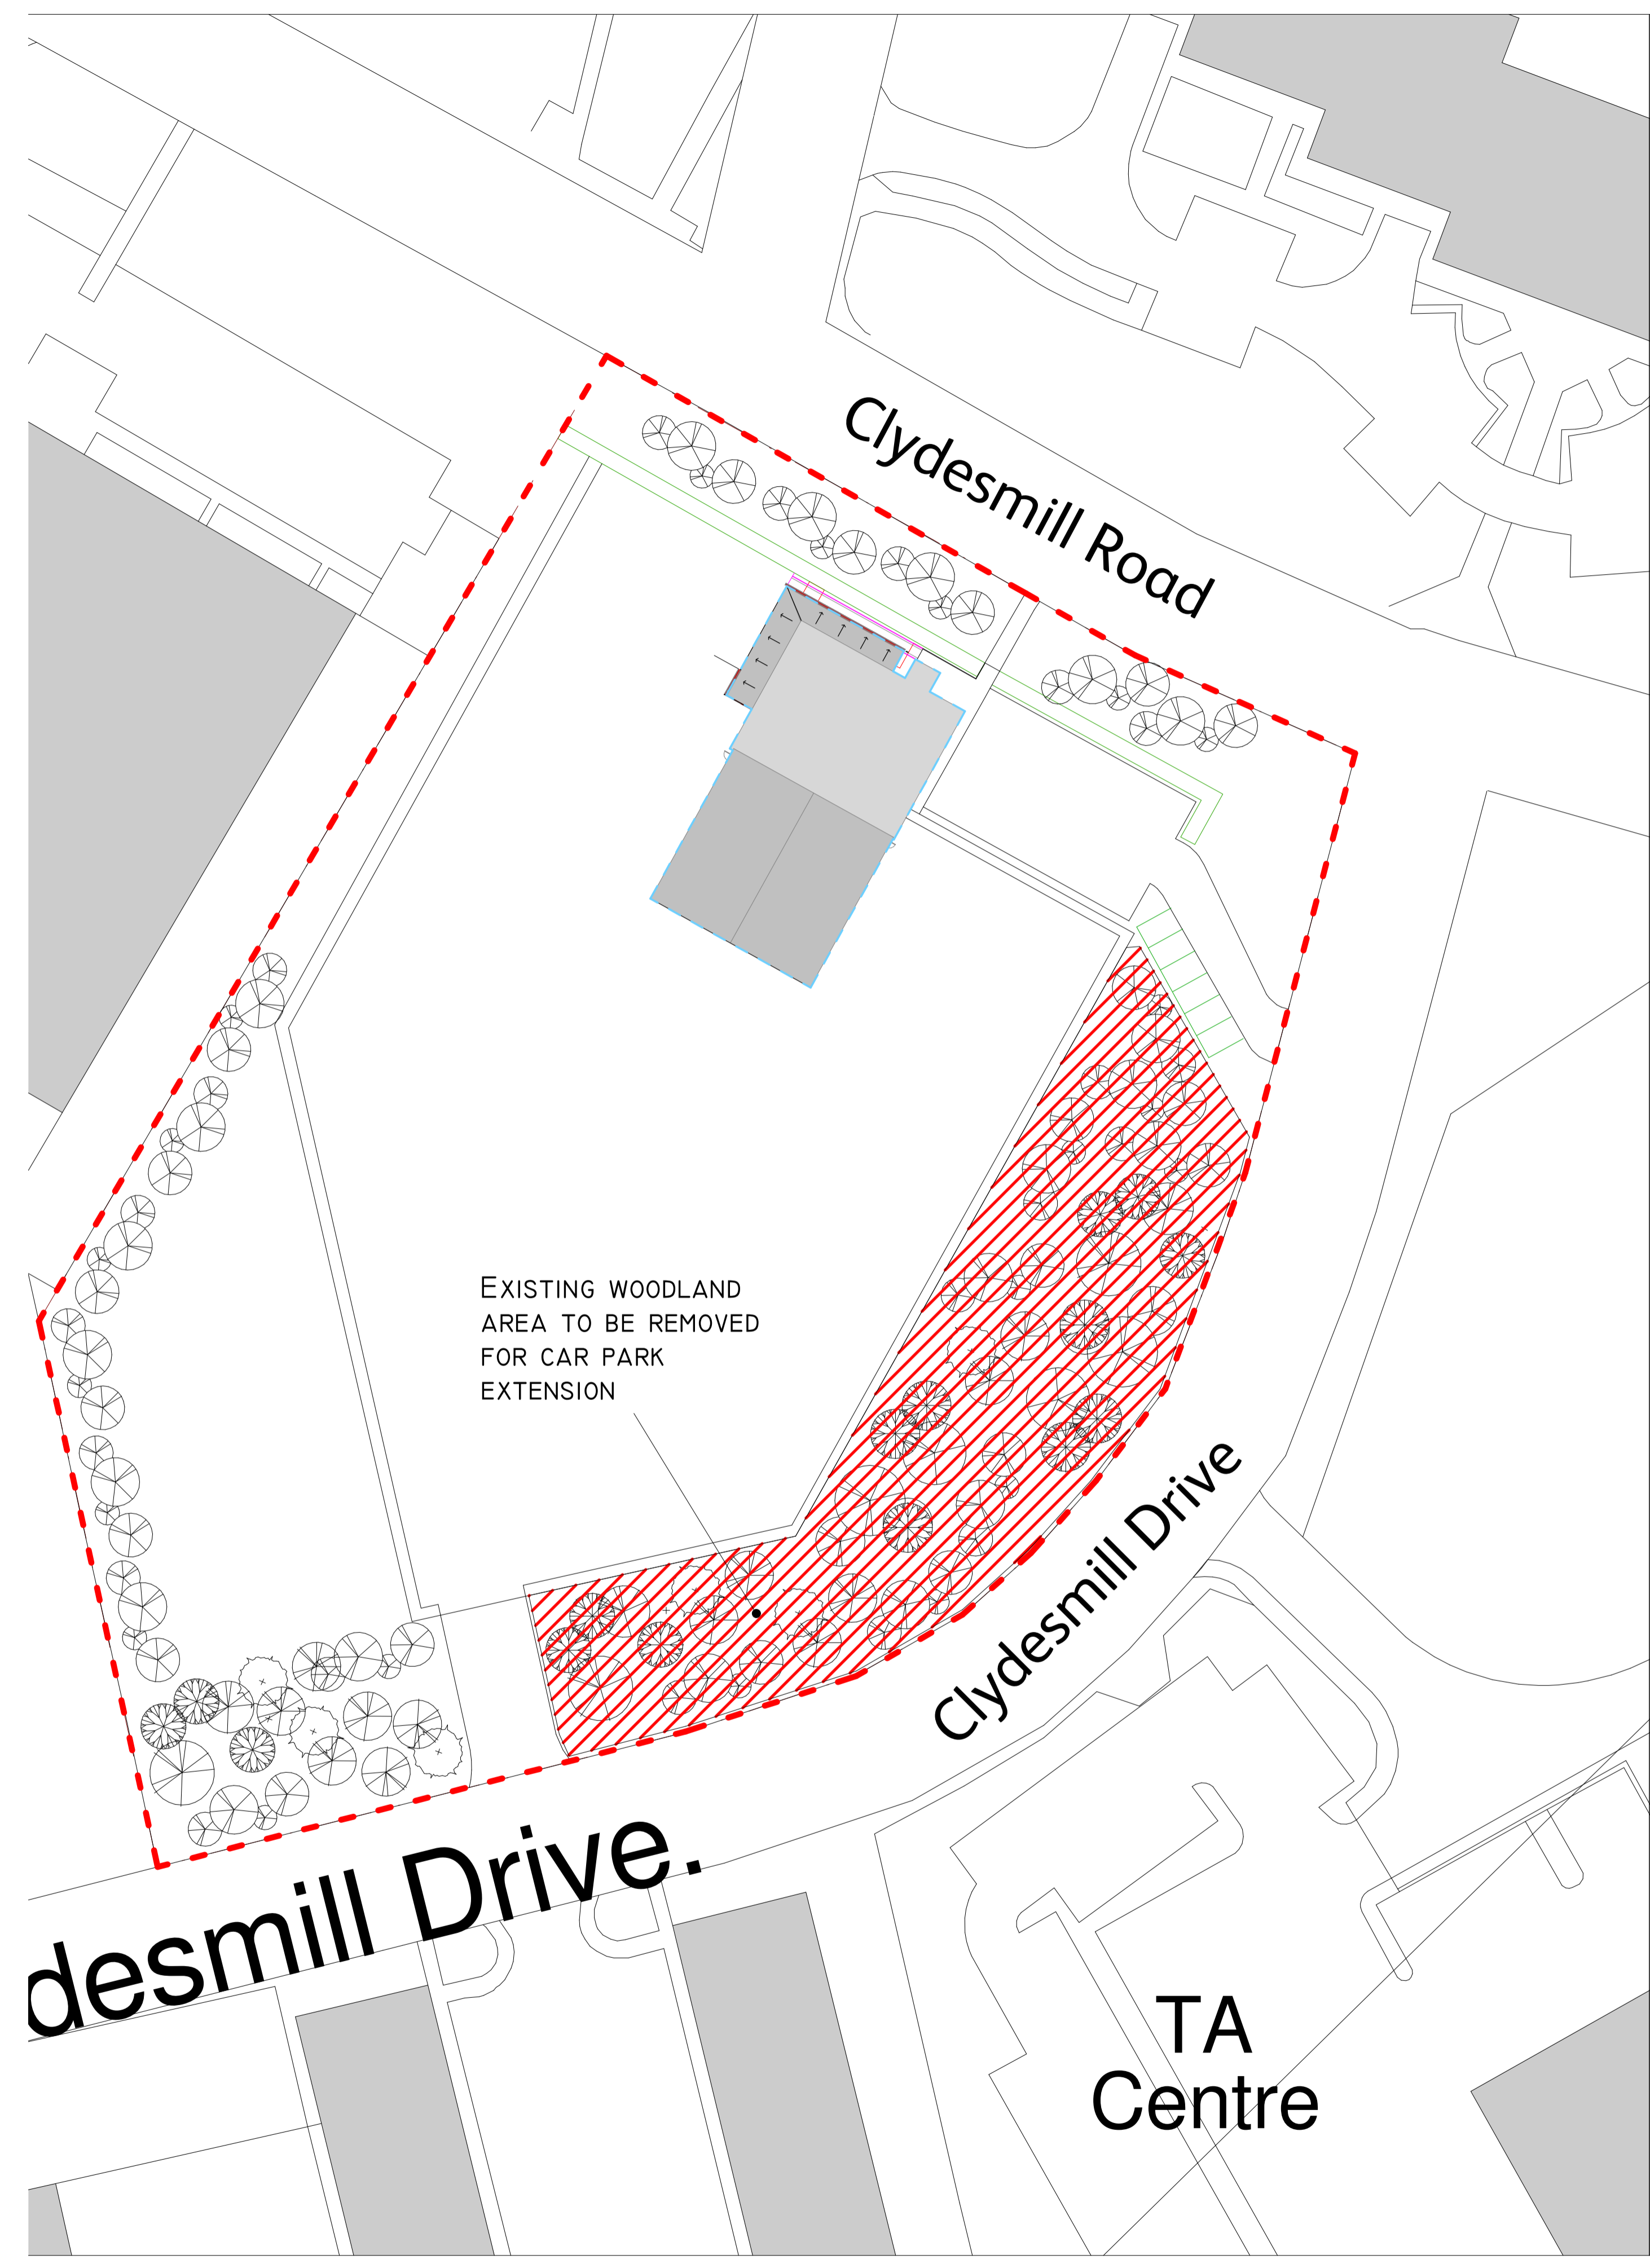 Clydesmill Road
EXISTING WOODLAND
AREA TO BE REMOVED
FOR CAR PARK
EXTENSION
Clydesmill Drive
desmill Drive.
TA
Centre